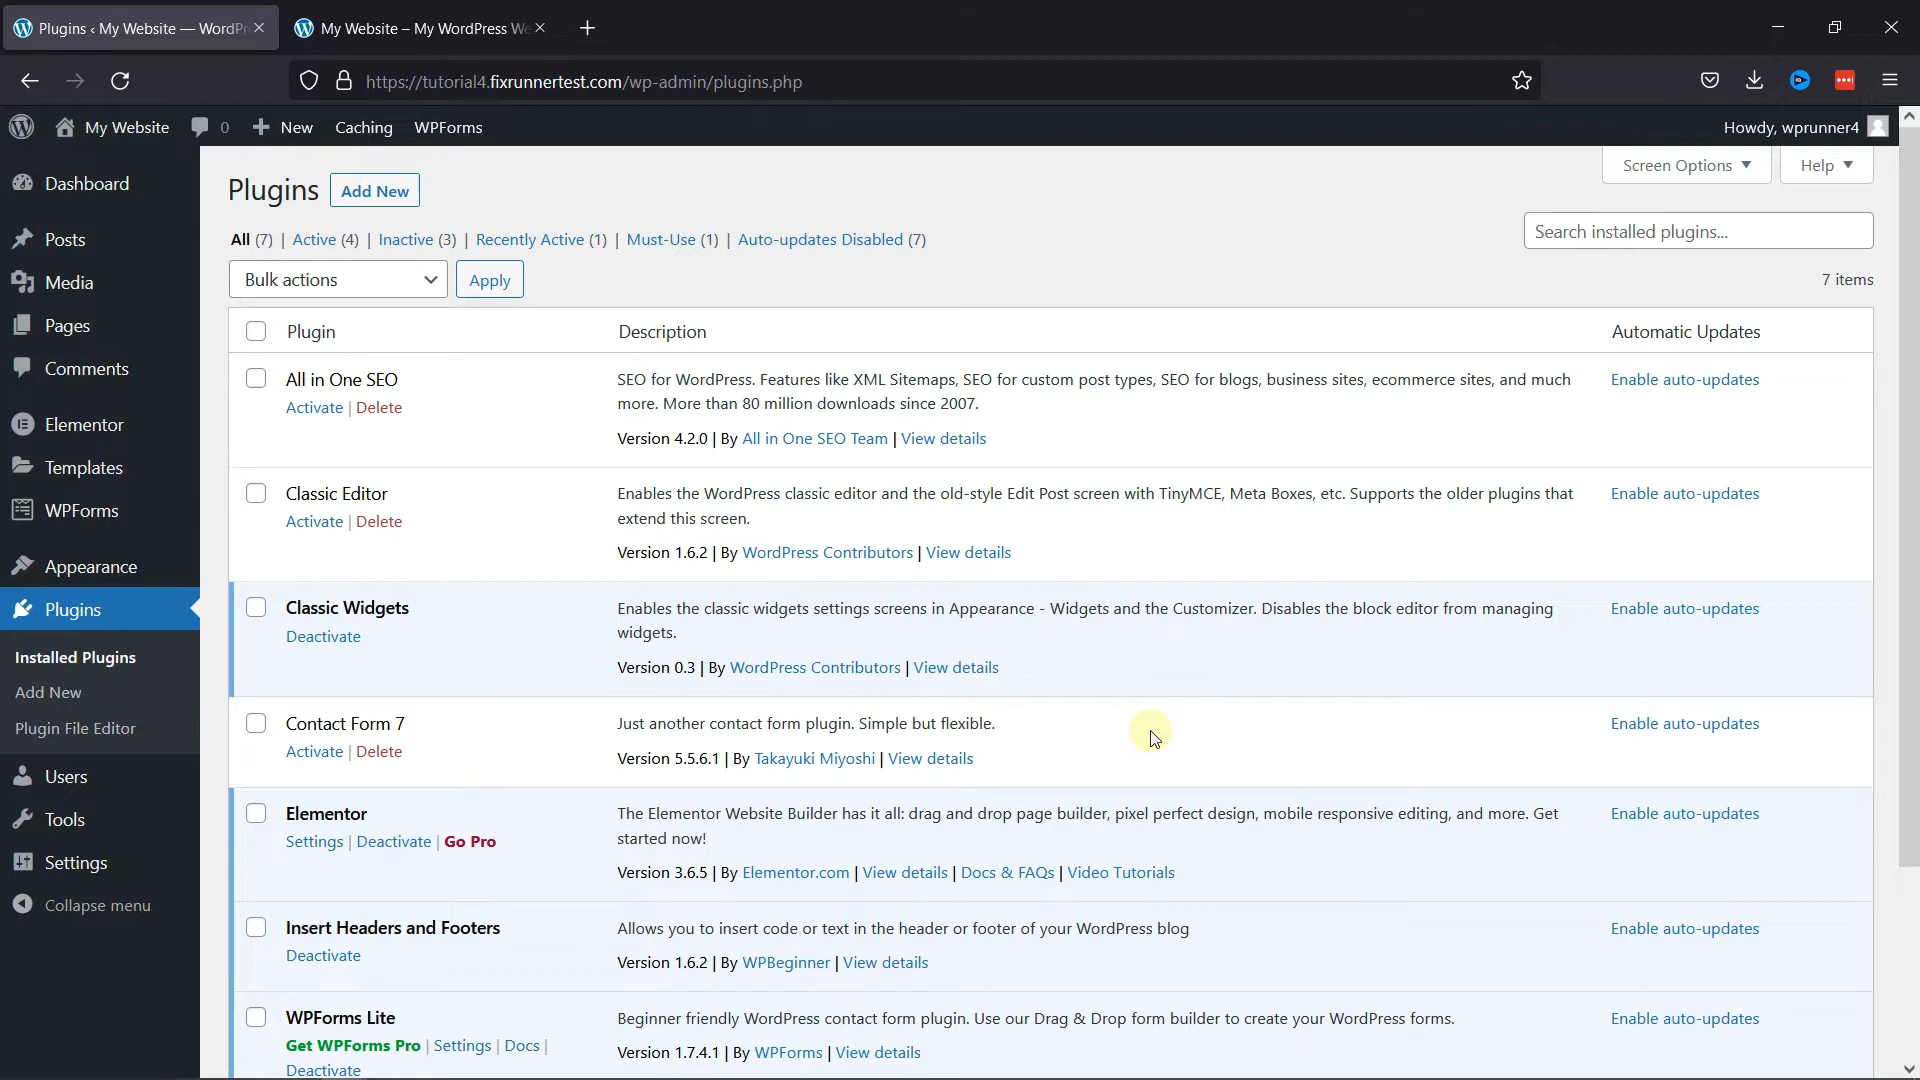 Plugins ‹ My Website — WordPr
My Website – My WordPress We
https://tutorial4.fixrunnertest.com/wp-admin/plugins.php
My Website 0 New Caching WPForms Howdy, wprunner4
Dashboard
Posts
Media
Pages
Comments
Elementor
Templates
WPForms
Appearance
Plugins
Installed Plugins
Add New
Plugin File Editor
Users
Tools
Settings
Collapse menu
Screen Options Help
Plugins Add New
All (7) | Active (4) | Inactive (3) | Recently Active (1) | Must-Use (1) | Auto-updates Disabled (7)
Search installed plugins...
Bulk actions Apply 7 items
Plugin Description Automatic Updates
All in One SEO
Activate | Delete
SEO for WordPress. Features like XML Sitemaps, SEO for custom post types, SEO for blogs, business sites, ecommerce sites, and much
more. More than 80 million downloads since 2007.
Version 4.2.0 | By All in One SEO Team | View details
Enable auto-updates
Classic Editor
Activate | Delete
Enables the WordPress classic editor and the old-style Edit Post screen with TinyMCE, Meta Boxes, etc. Supports the older plugins that
extend this screen.
Version 1.6.2 | By WordPress Contributors | View details
Enable auto-updates
Classic Widgets
Deactivate
Enables the classic widgets settings screens in Appearance - Widgets and the Customizer. Disables the block editor from managing
widgets.
Version 0.3 | By WordPress Contributors | View details
Enable auto-updates
Contact Form 7
Activate | Delete
Just another contact form plugin. Simple but flexible.
Version 5.5.6.1 | By Takayuki Miyoshi | View details
Enable auto-updates
Elementor
Settings | Deactivate | Go Pro
The Elementor Website Builder has it all: drag and drop page builder, pixel perfect design, mobile responsive editing, and more. Get
started now!
Version 3.6.5 | By Elementor.com | View details | Docs & FAQs | Video Tutorials
Enable auto-updates
Insert Headers and Footers
Deactivate
Allows you to insert code or text in the header or footer of your WordPress blog
Version 1.6.2 | By WPBeginner | View details
Enable auto-updates
WPForms Lite
Get WPForms Pro | Settings | Docs |
Deactivate
Beginner friendly WordPress contact form plugin. Use our Drag & Drop form builder to create your WordPress forms.
Version 1.7.4.1 | By WPForms | View details
Enable auto-updates